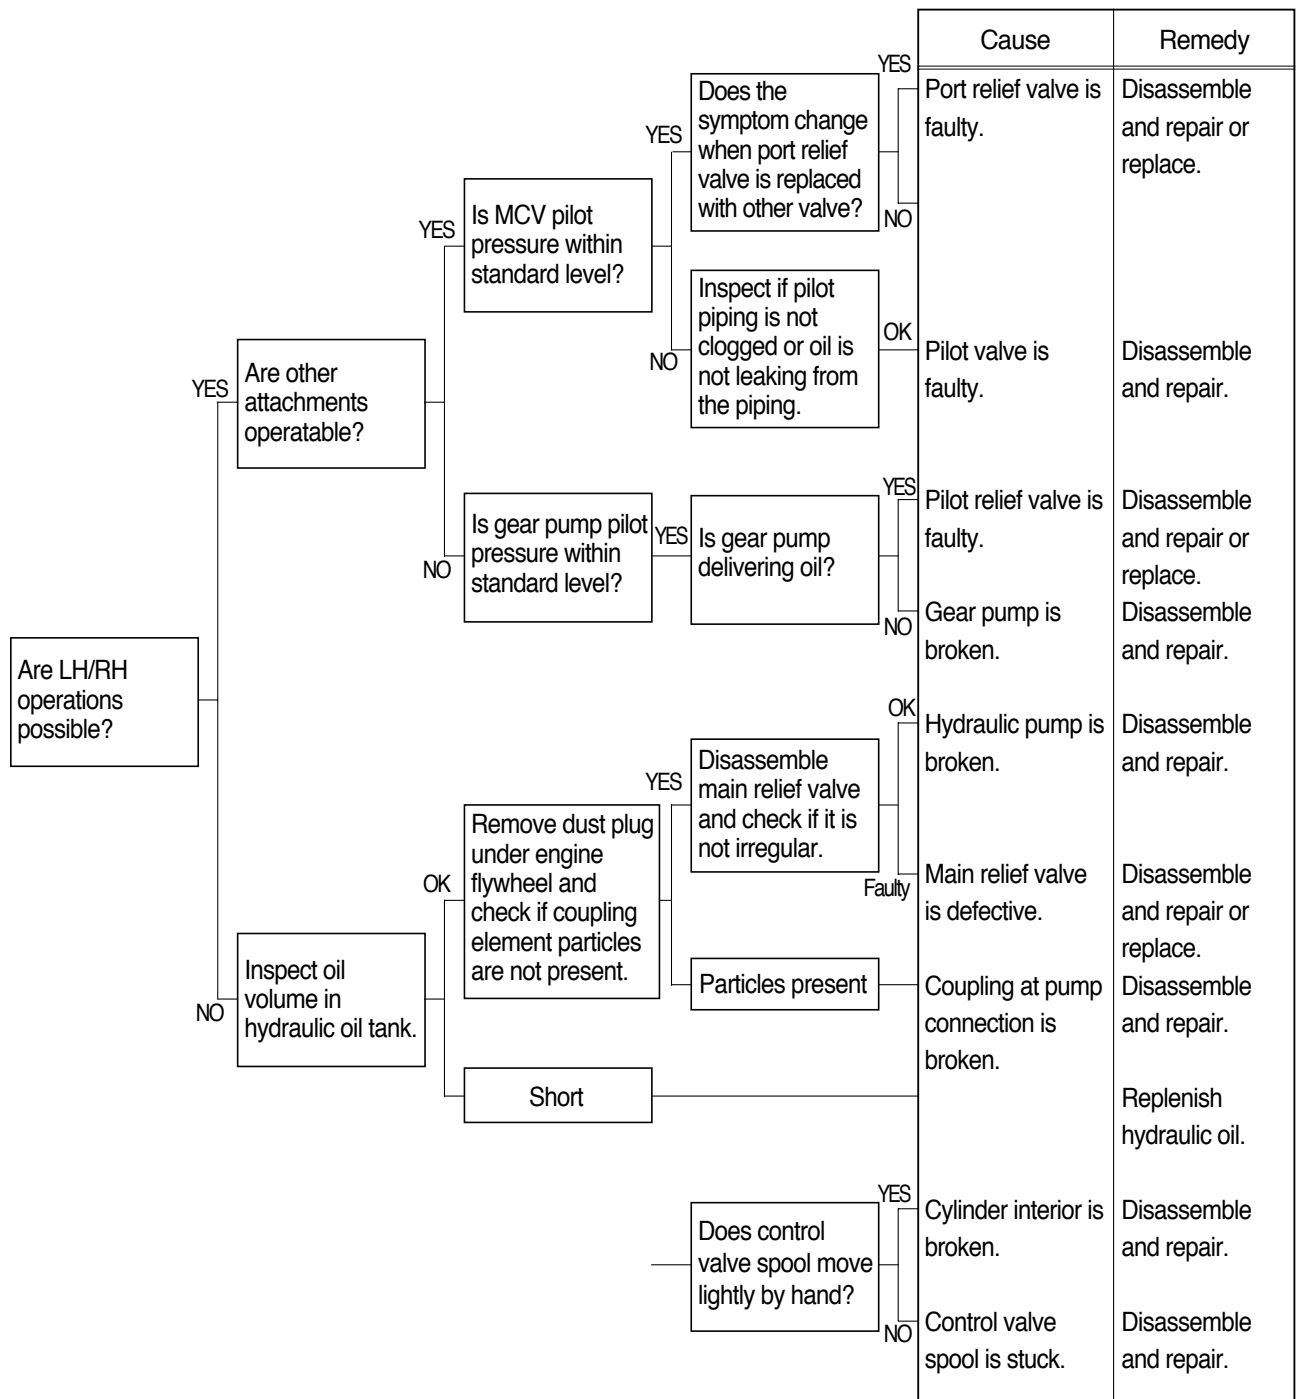 Cause
Remedy
YES
Port relief valve is
faulty.
Disassemble
and repair or
replace.
Does the
symptom change
when port relief
valve is replaced
with other valve?
YES
NO
Is MCV pilot
pressure within
standard level?
YES
Inspect if pilot
piping is not
clogged or oil is
not leaking from
the piping.
NO
OK
Pilot valve is
faulty.
Disassemble
and repair.
Are other
attachments
operatable?
YES
Is gear pump pilot
pressure within
standard level?
NO
YES
Is gear pump
delivering oil?
YES
Pilot relief valve is
faulty.
Disassemble
and repair or
replace.
NO
Gear pump is
broken.
Disassemble
and repair.
Are LH/RH
operations
possible?
OK
Hydraulic pump is
broken.
Disassemble
and repair.
YES
Disassemble
main relief valve
and check if it is
not irregular.
Remove dust plug
under engine
flywheel and
check if coupling
element particles
are not present.
OK
Faulty
Main relief valve
is defective.
Disassemble
and repair or
replace.
NO
Inspect oil
volume in
hydraulic oil tank.
Particles present
Coupling at pump
connection is
broken.
Disassemble
and repair.
Short
Replenish
hydraulic oil.
Does control
valve spool move
lightly by hand?
YES
Cylinder interior is
broken.
Disassemble
and repair.
NO
Control valve
spool is stuck.
Disassemble
and repair.